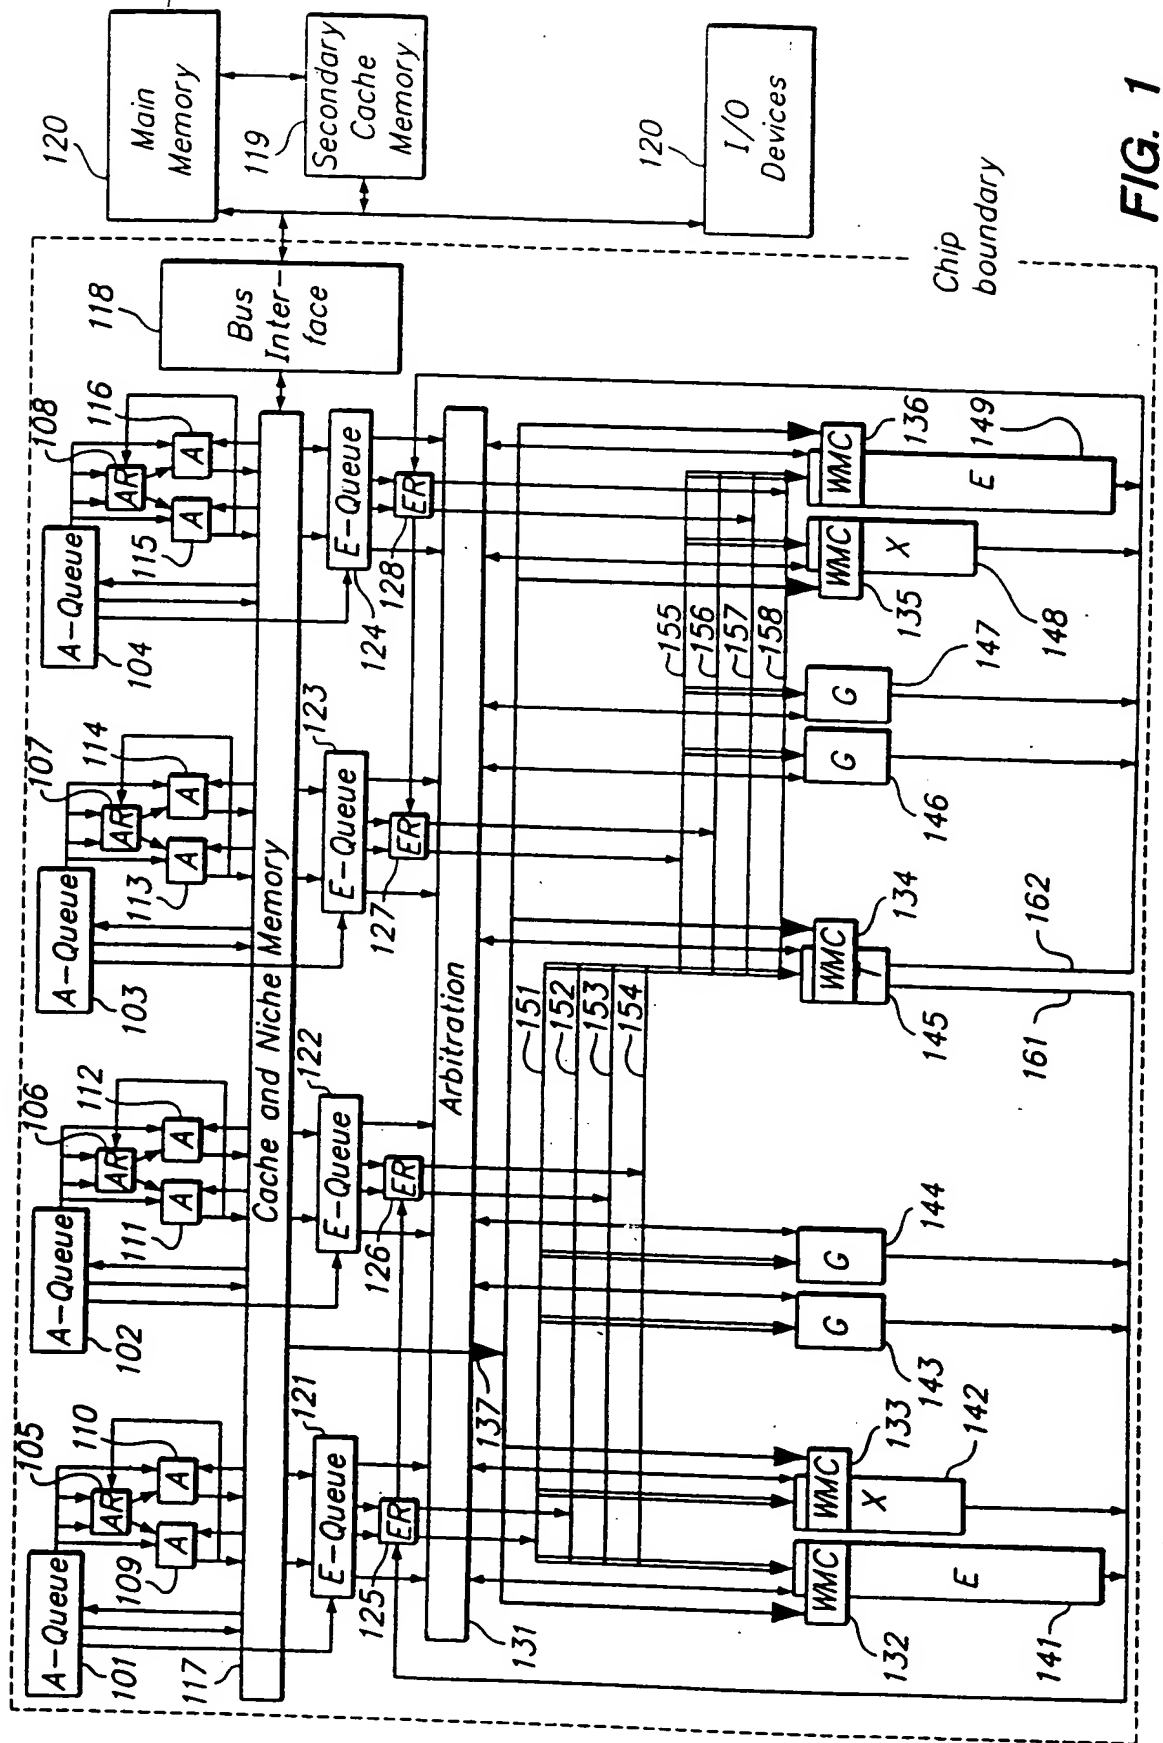 120
Main
Memory
119
Secondary
Cache
Memory
120
I/O
Devices
Chip
boundary
FIG. 1
118
Bus
Inter-
face
101
A-Queue
105
AR
109
A
110
A
102
A-Queue
106
AR
111
A
112
A
103
A-Queue
107
AR
113
A
114
A
104
A-Queue
108
AR
115
A
116
A
117
Cache and Niche Memory
121
E-Queue
125
ER
122
E-Queue
126
ER
123
E-Queue
127
ER
124
E-Queue
128
ER
131
Arbitration
137
151
152
153
154
155
156
157
158
132
WMC
E
141
133
WMC
X
142
G
143
G
144
134
WMC
T
145
G
146
G
147
135
WMC
X
148
136
WMC
E
149
161
162